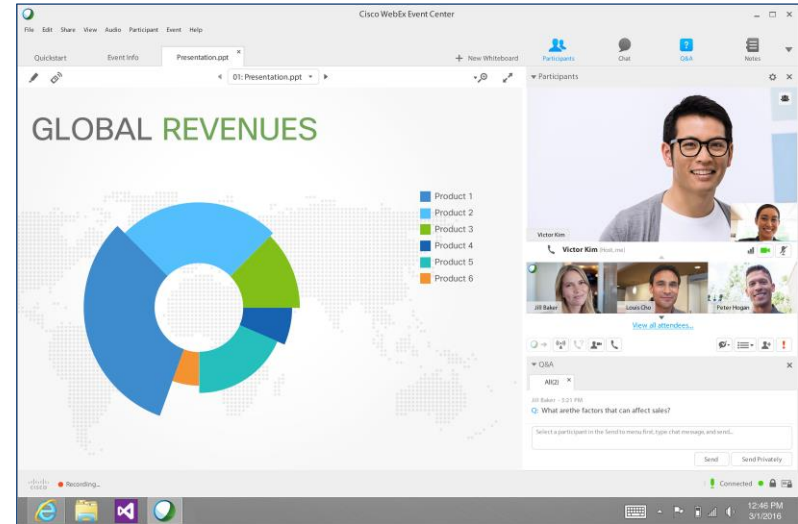 Cisco WebEx Event Center
File Edit Share View Audio Participant Event Help
Quickstart Event Info Presentation.ppt
+ New Whiteboard
Participants Chat Q&A Notes
01: Presentation.ppt
Participants
GLOBAL REVENUES
Product 1
Product 2
Product 3
Product 4
Product 5
Product 6
Victor Kim
Victor Kim (Host, me)
Jill Baker Louis Cho Peter Hogan
View all attendees...
Q&A
All(2)
Jill Baker - 3:21 PM
Q: What arethe factors that can affect sales?
Select a participant in the Send to menu first, type chat message, and send...
Send Send Privately
CISCO Recording... Connected
12:46 PM
3/1/2016